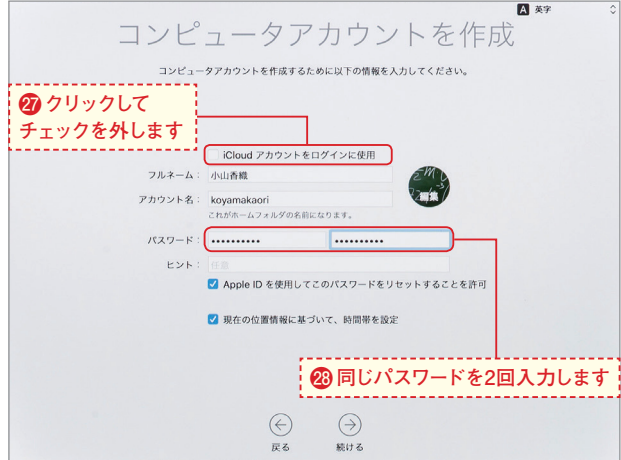 A 英字
コンピュータアカウントを作成
コンピュータアカウントを作成するために以下の情報を入力してください。
㉗ クリックして
チェックを外します
iCloud アカウントをログインに使用
フルネーム： 小山香織
編集
アカウント名： koyamakaori
これがホームフォルダの名前になります。
パスワード： •••••••••• ••••••••••
ヒント： 任意
Apple ID を使用してこのパスワードをリセットすることを許可
現在の位置情報に基づいて、時間帯を設定
㉘ 同じパスワードを2回入力します
戻る 続ける